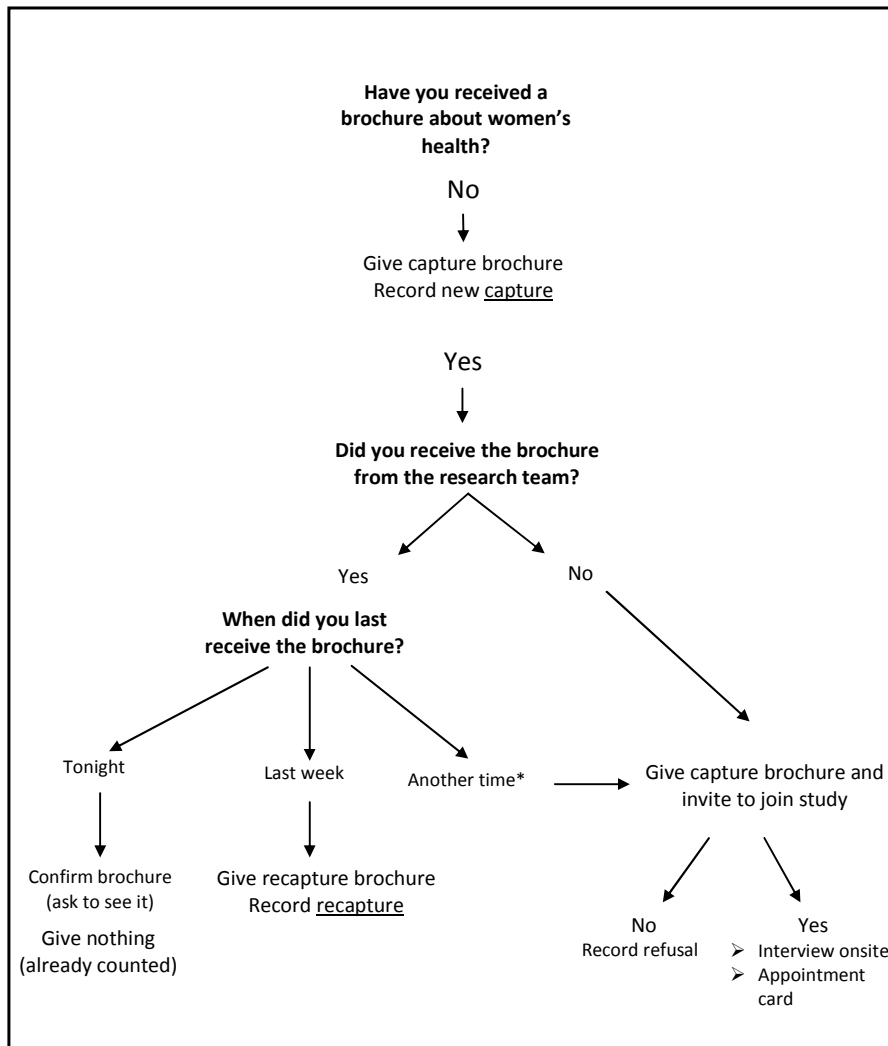 Have you received a
brochure about women’s
health?
No
Give capture brochure
Record new capture
Yes
Did you receive the brochure
from the research team?
Yes
No
When did you last
receive the brochure?
Tonight
Last week
Another time*
Give capture brochure and
invite to join study
Confirm brochure
(ask to see it)
Give nothing
(already counted)
Give recapture brochure
Record recapture
No
Record refusal
Yes
➢ Interview onsite
➢ Appointment
card